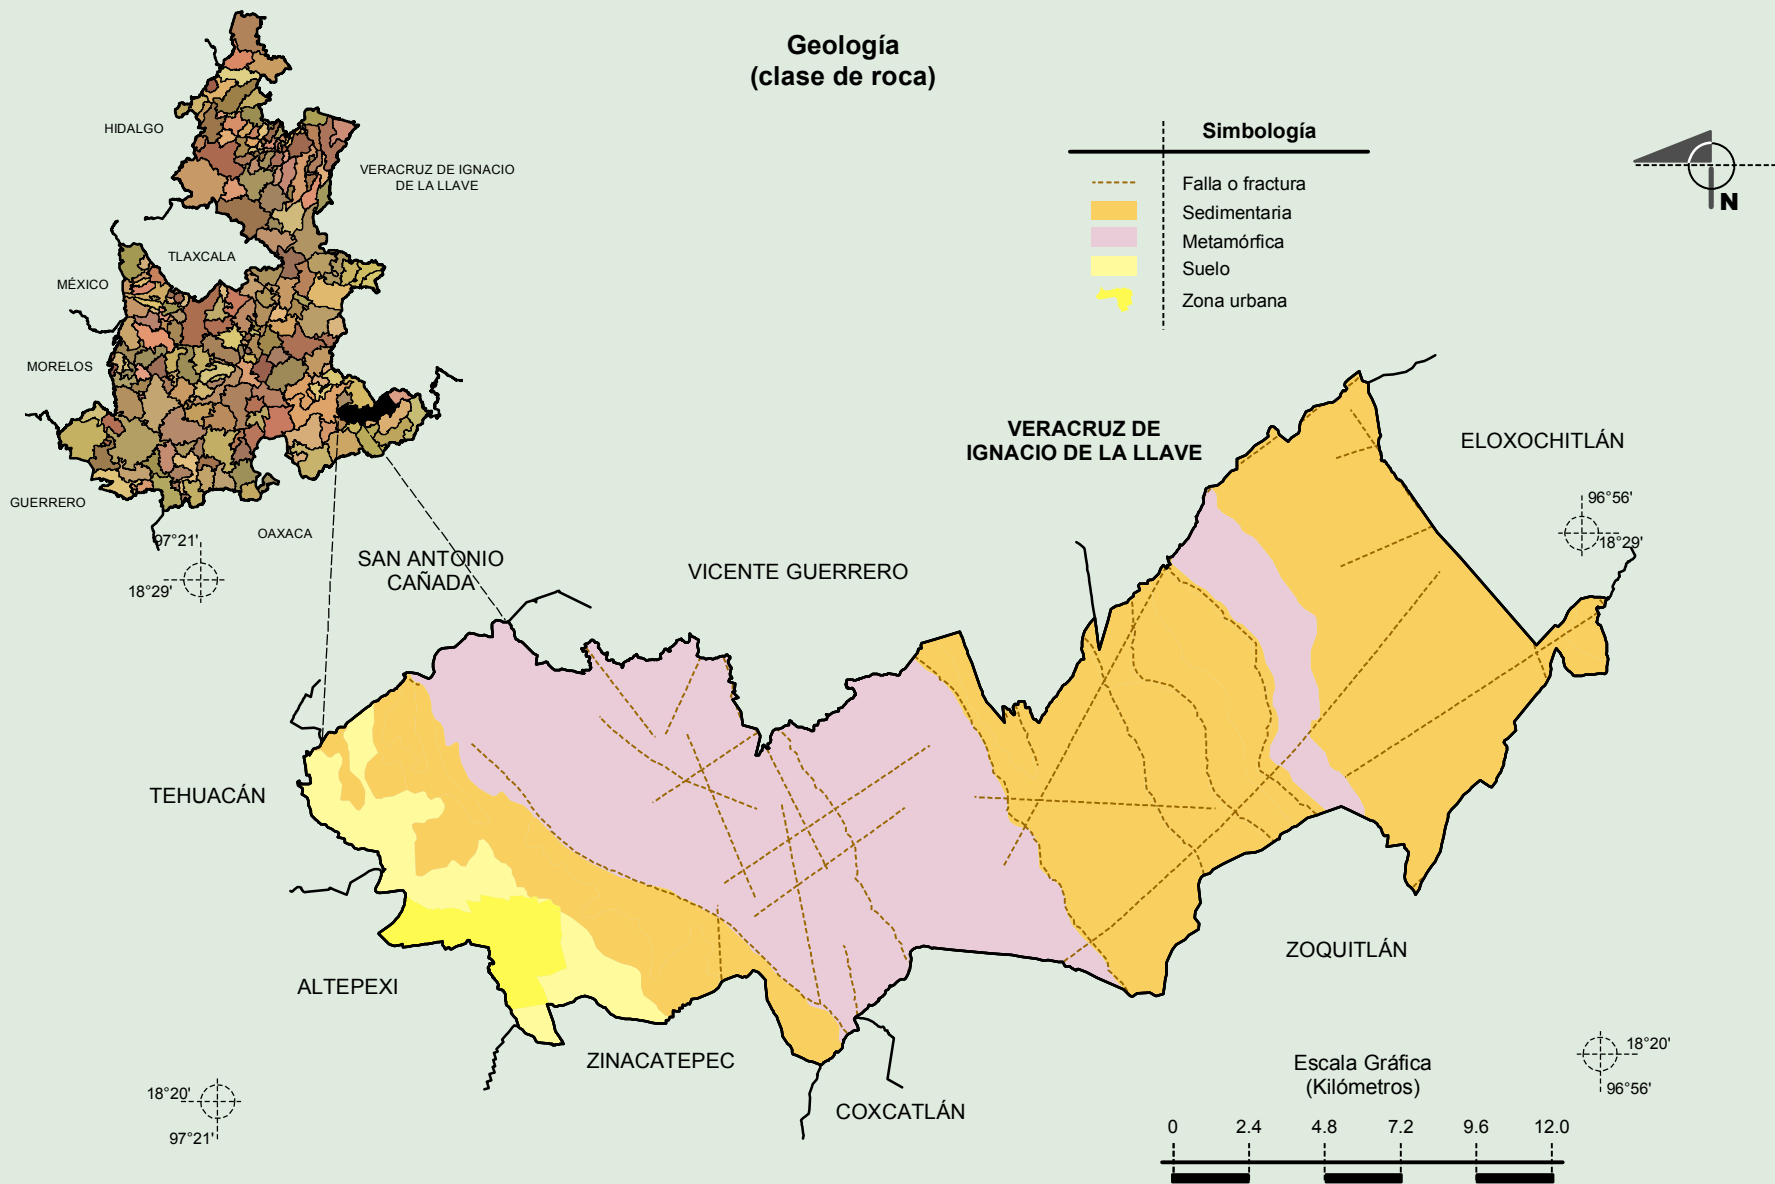 Geología
(clase de roca)
Simbología
Falla o fractura
Sedimentaria
Metamórfica
Suelo
Zona urbana
N
HIDALGO
VERACRUZ DE IGNACIO
DE LA LLAVE
TLAXCALA
MÉXICO
MORELOS
GUERRERO
OAXACA
97°21'
18°29'
SAN ANTONIO
CAÑADA
VICENTE GUERRERO
VERACRUZ DE
IGNACIO DE LA LLAVE
ELOXOCHITLÁN
96°56'
18°29'
TEHUACÁN
ALTEPEXI
ZINACATEPEC
COXCATLÁN
ZOQUITLÁN
18°20'
97°21'
18°20'
96°56'
Escala Gráfica
(Kilómetros)
0 2.4 4.8 7.2 9.6 12.0